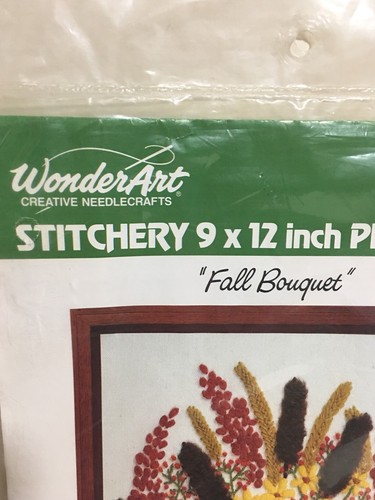 WonderArt®
CREATIVE NEEDLECRAFTS
STITCHERY 9 x 12 inch
"Fall Bouquet"